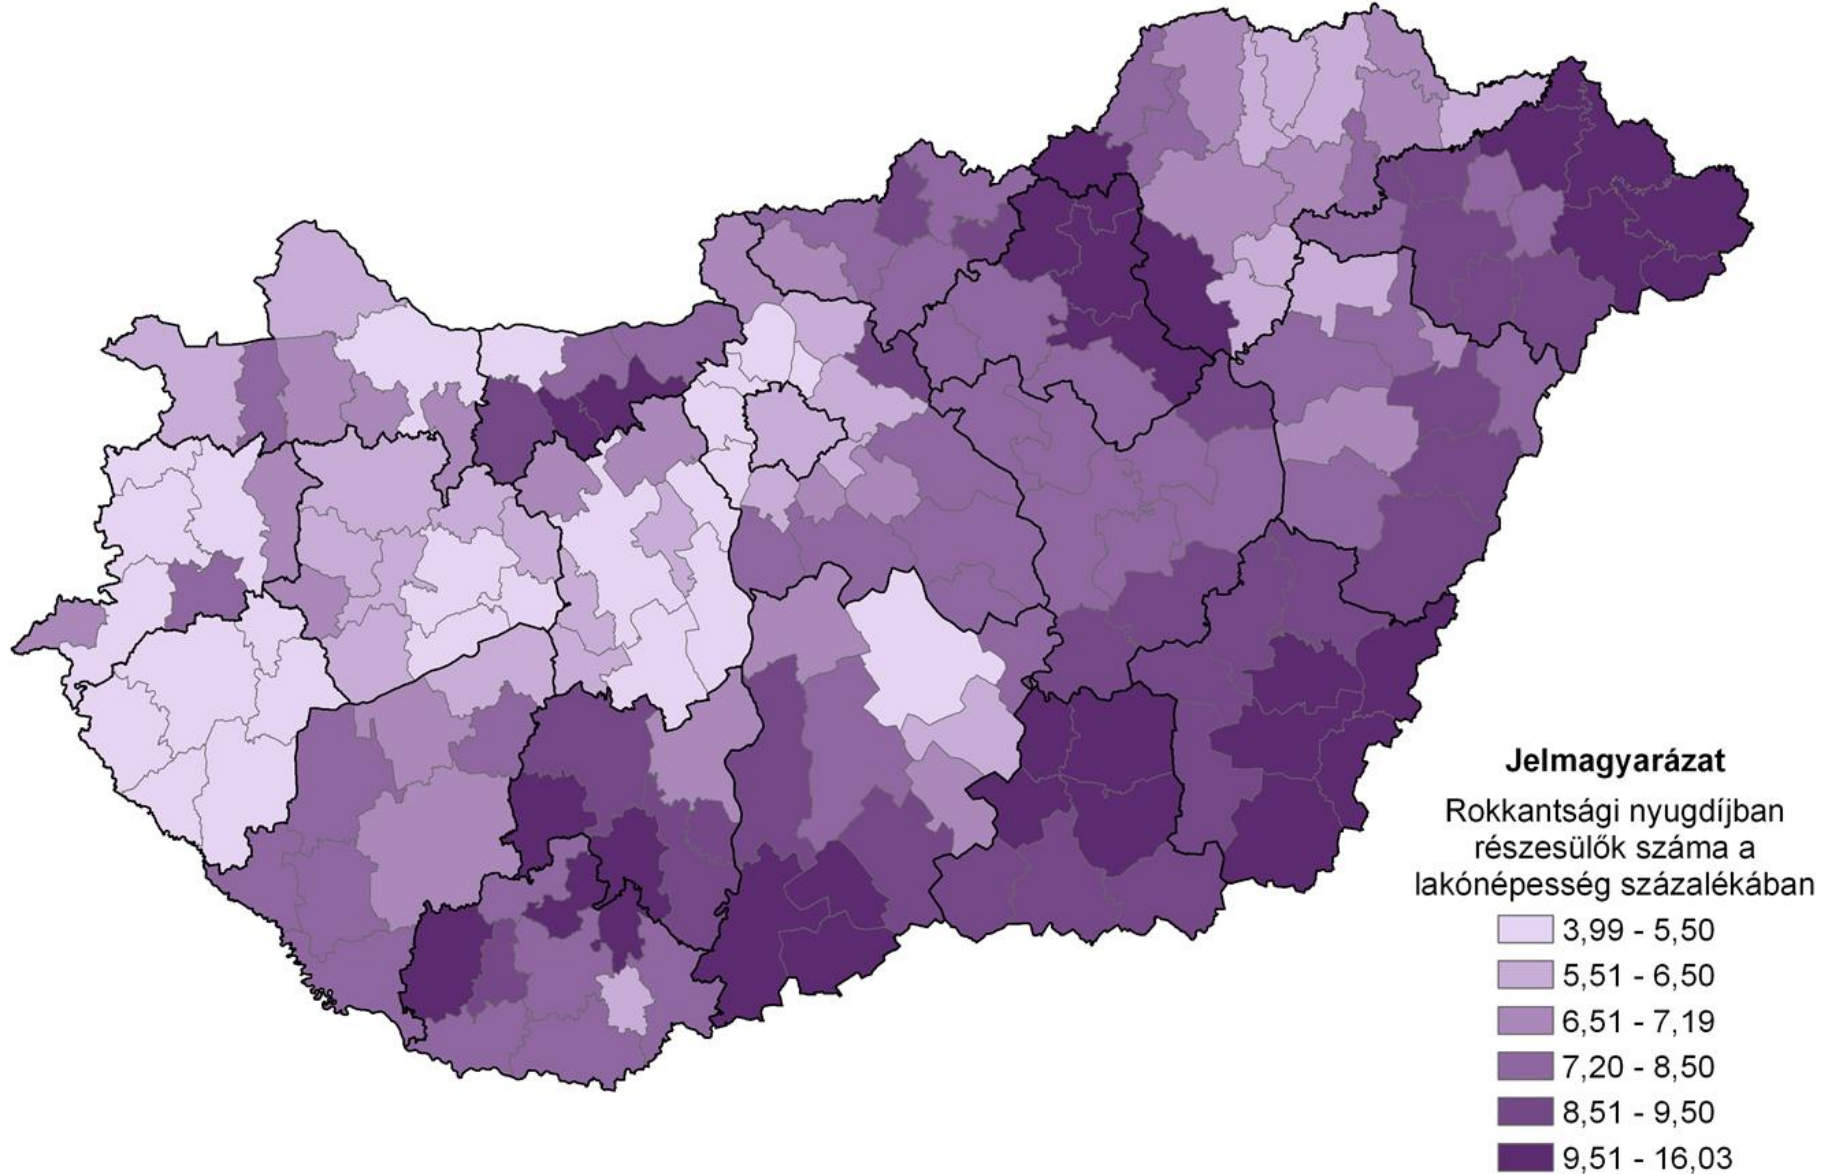 Jelmagyarázat
Rokkantsági nyugdíjban
részesülők száma a
lakónépesség százalékában
3,99 - 5,50
5,51 - 6,50
6,51 - 7,19
7,20 - 8,50
8,51 - 9,50
9,51 - 16,03